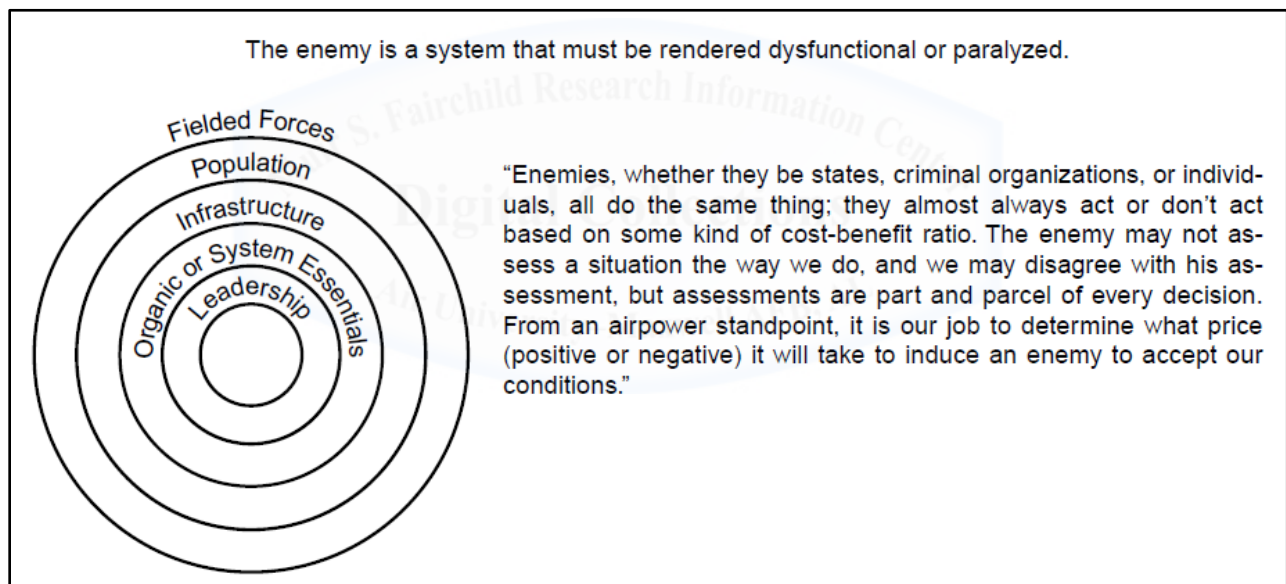 The enemy is a system that must be rendered dysfunctional or paralyzed.
Fielded Forces
Population
Infrastructure
Organic or System Essentials
Leadership
“Enemies, whether they be states, criminal organizations, or individ-
uals, all do the same thing; they almost always act or don’t act
based on some kind of cost-benefit ratio. The enemy may not as-
sess a situation the way we do, and we may disagree with his as-
sessment, but assessments are part and parcel of every decision.
From an airpower standpoint, it is our job to determine what price
(positive or negative) it will take to induce an enemy to accept our
conditions.”
S. Fairchild Research Information
Digital Collections